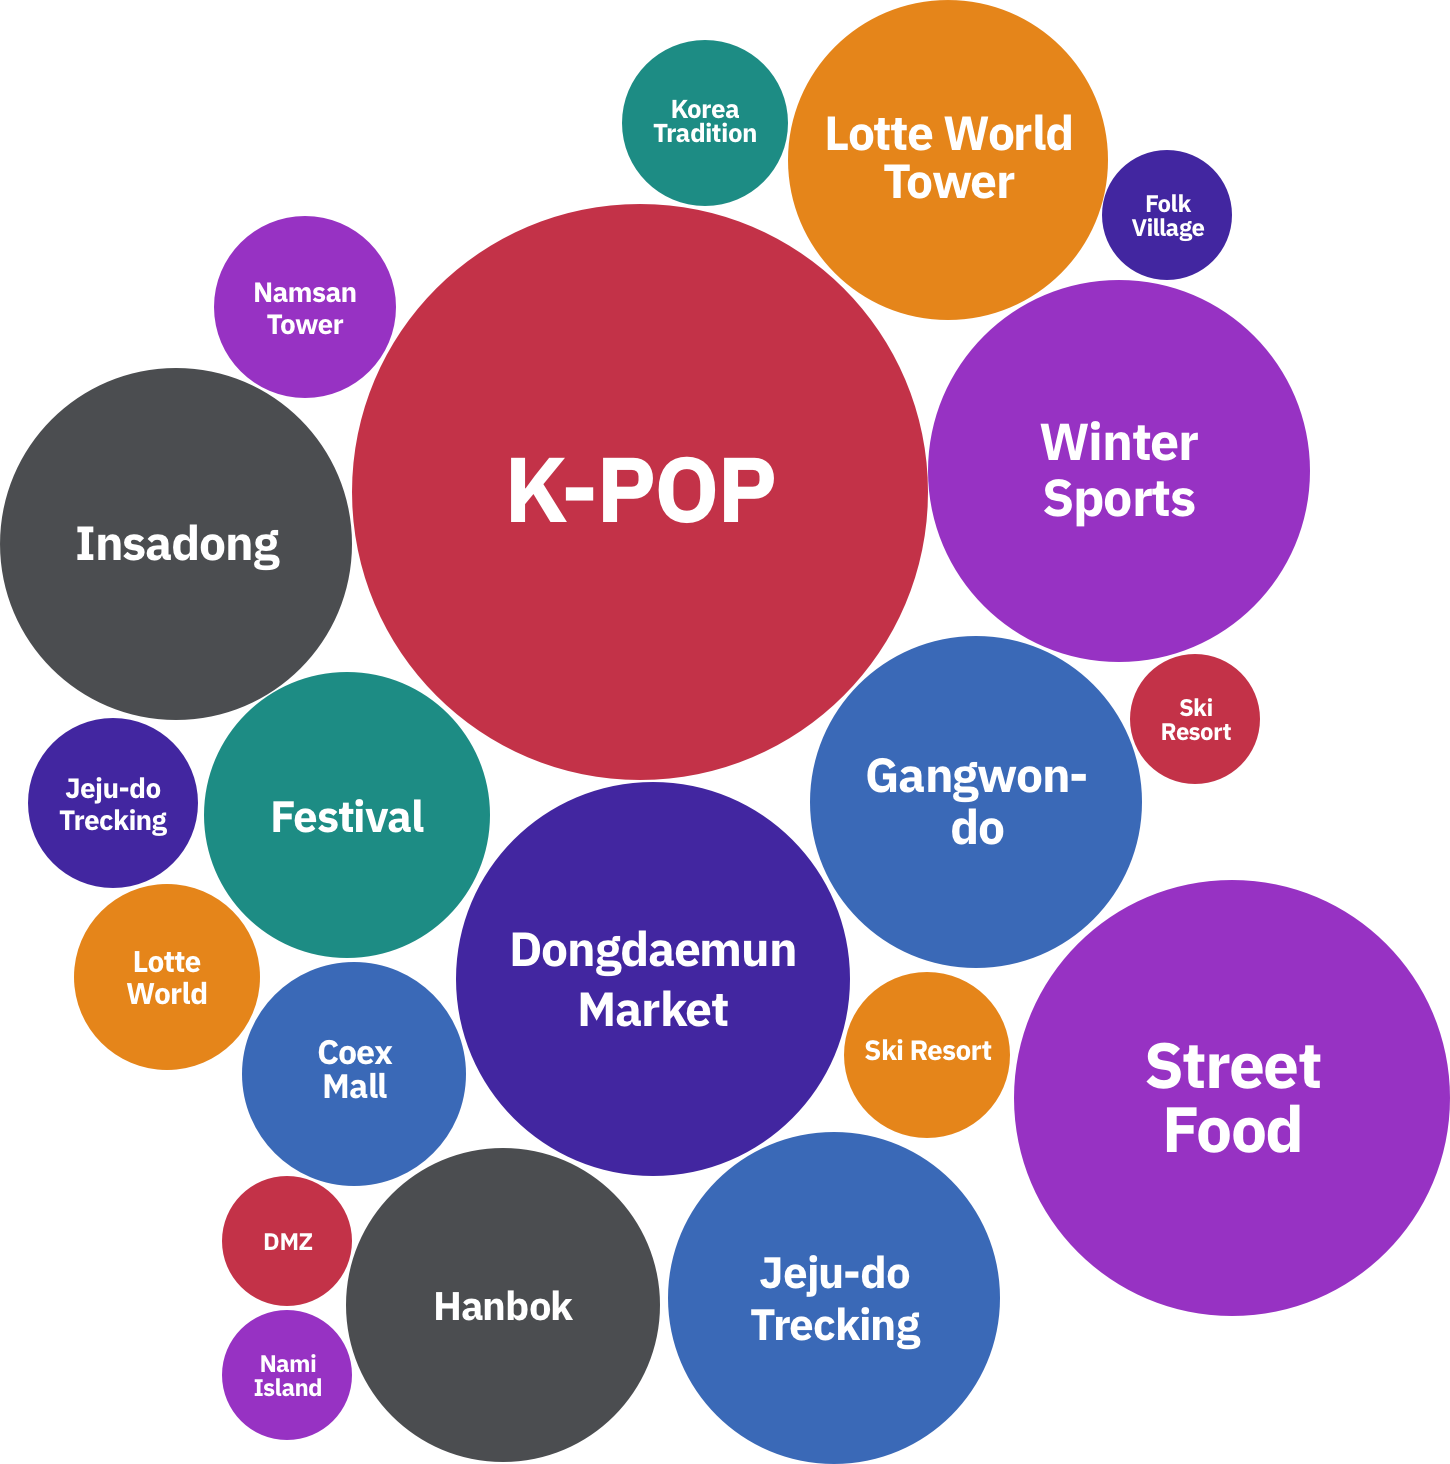 Korea
Tradition
Lotte World
Tower
Folk
Village
Namsan
Tower
K-POP
Winter
Sports
Insadong
Ski
Resort
Gangwon-
do
Jeju-do
Trecking
Festival
Dongdaemun
Market
Lotte
World
Coex
Mall
Ski Resort
Street
Food
DMZ
Hanbok
Jeju-do
Trecking
Nami
Island